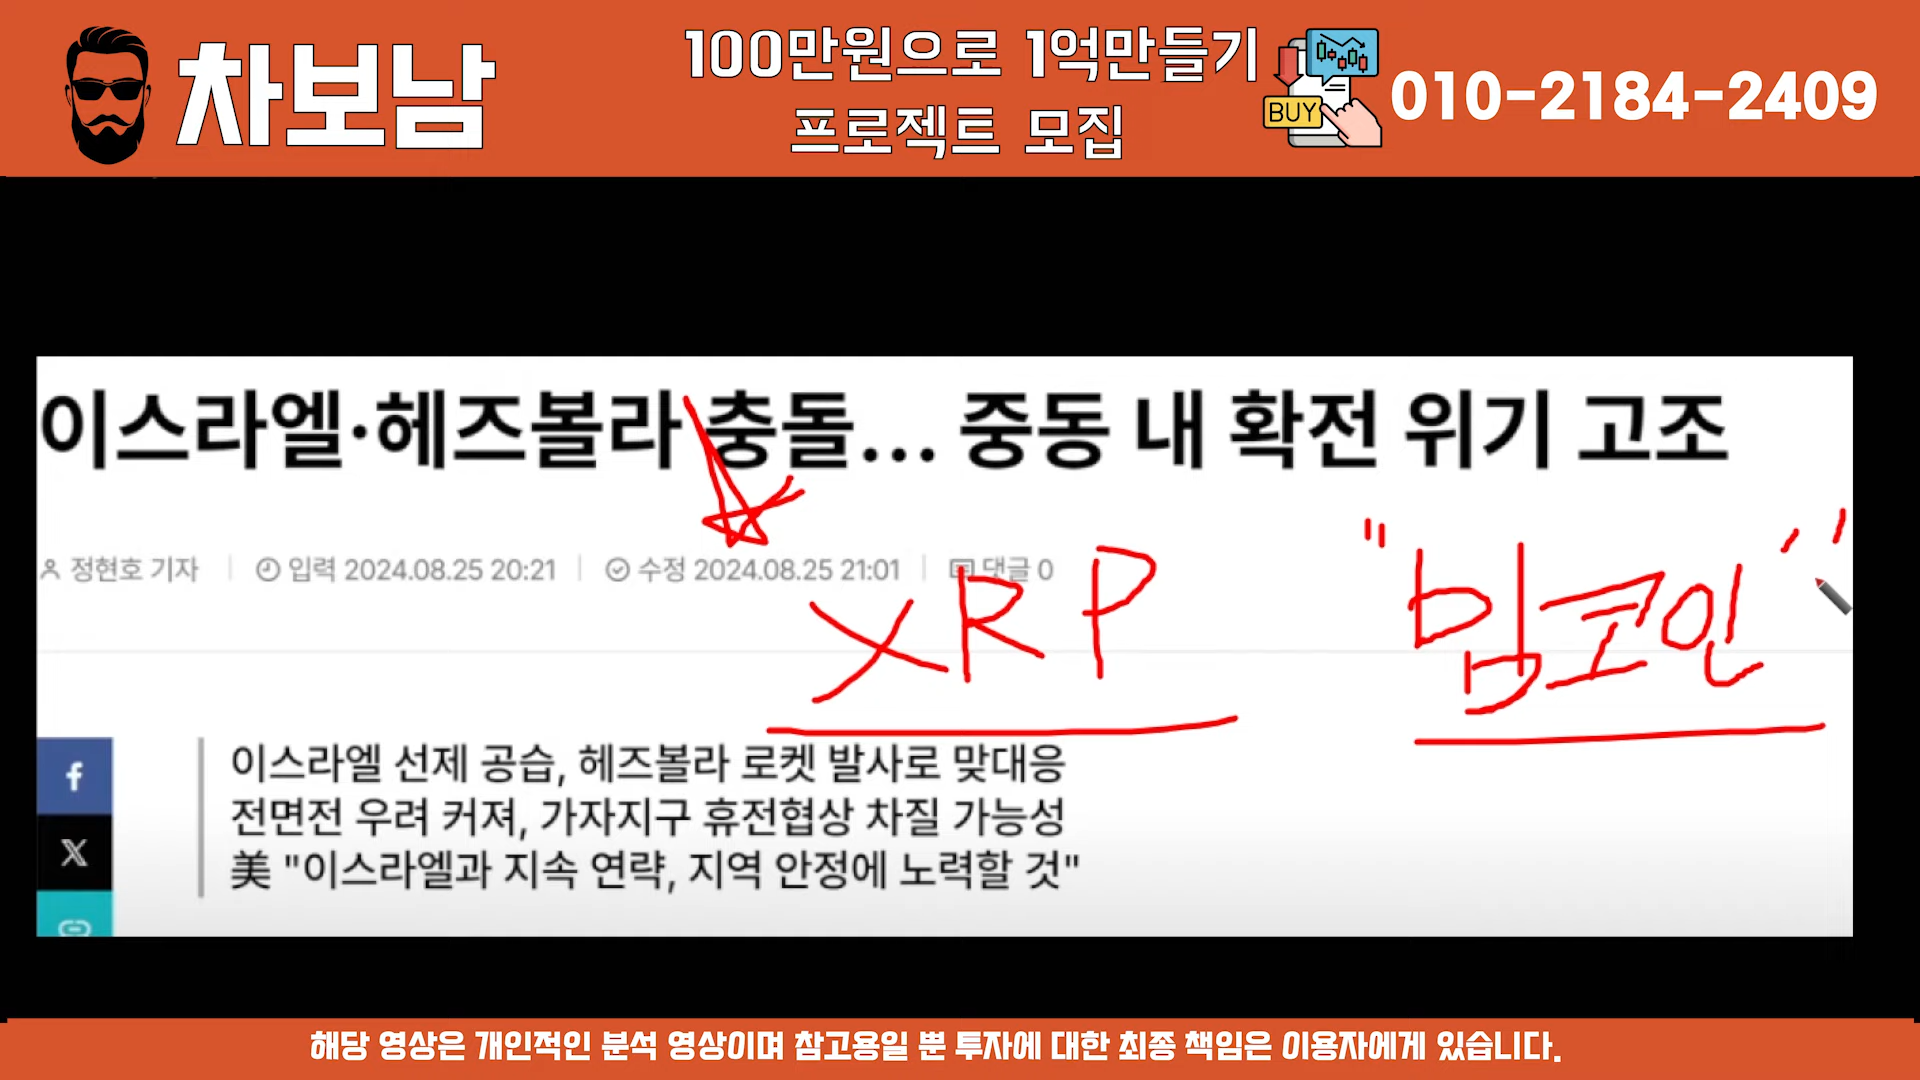 차보남
100만원으로 1억만들기
프로젝트 모집
BUY
010-2184-2409
이스라엘·헤즈볼라 충돌... 중동 내 확전 위기 고조
정현호 기자 | 입력 2024.08.25 20:21 | 수정 2024.08.25 21:01 | 댓글 0
XRP
"밈코인"
이스라엘 선제 공습, 헤즈볼라 로켓 발사로 맞대응
전면전 우려 커져, 가자지구 휴전협상 차질 가능성
美 "이스라엘과 지속 연략, 지역 안정에 노력할 것"
f
X
해당 영상은 개인적인 분석 영상이며 참고용일 뿐 투자에 대한 최종 책임은 이용자에게 있습니다.